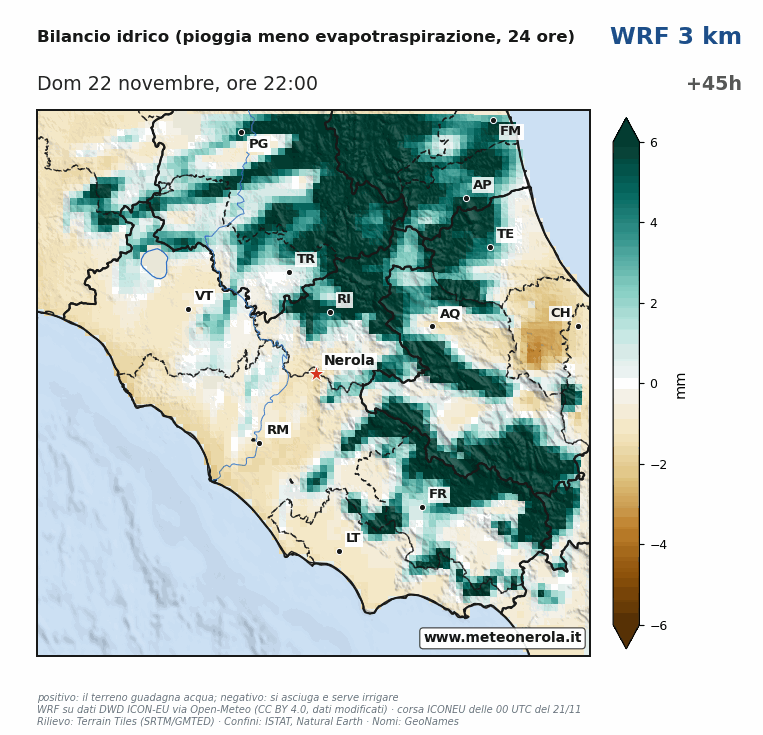 Bilancio idrico (pioggia meno evapotraspirazione, 24 ore)
WRF 3 km
Dom 22 novembre, ore 22:00
+45h
PG
FM
AP
TE
TR
VT
RI
AQ
CH
Nerola
RM
FR
LT
6
4
2
0
−2
−4
−6
mm
www.meteonerola.it
positivo: il terreno guadagna acqua; negativo: si asciuga e serve irrigare
WRF su dati DWD ICON-EU via Open-Meteo (CC BY 4.0, dati modificati) · corsa ICONEU delle 00 UTC del 21/11
Rilievo: Terrain Tiles (SRTM/GMTED) · Confini: ISTAT, Natural Earth · Nomi: GeoNames